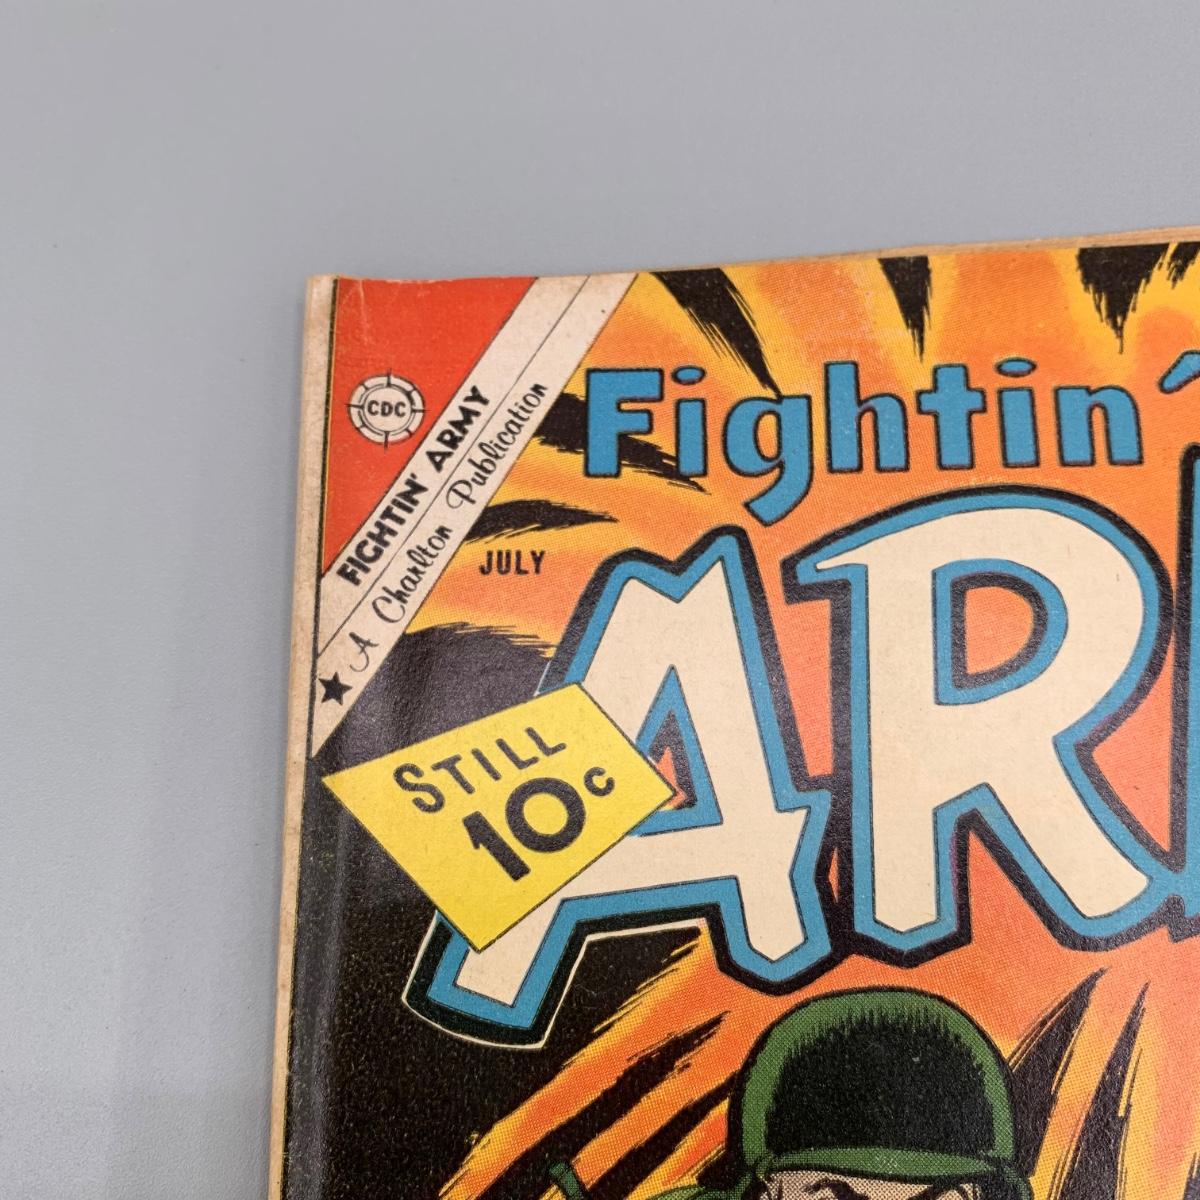 CDC
FIGHTIN' ARMY
★ A Charlton Publication
JULY
Fightin'
AR
STILL
10c